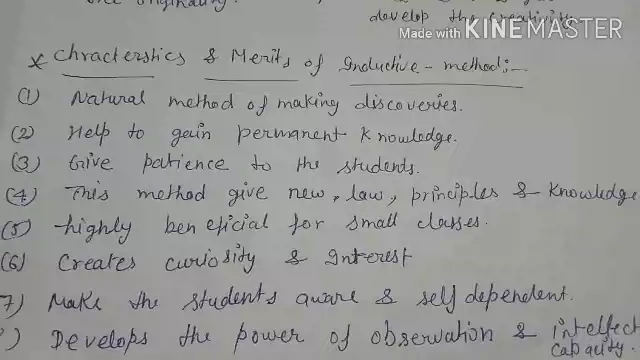 develop the creativity
Made with KINEMASTER
* Chracterstics & Merits of Inductive - method:-
(1) Natural method of making discoveries.
(2) Help to gain permanent knowledge.
(3) Give patience to the students.
(4) This method give new, law, principles & knowledge
(5) highly beneficial for small classes.
(6) Creates curiosity & Interest
7) Make the students aware & self dependent.
) Develops the power of observation & intellect
capacity.